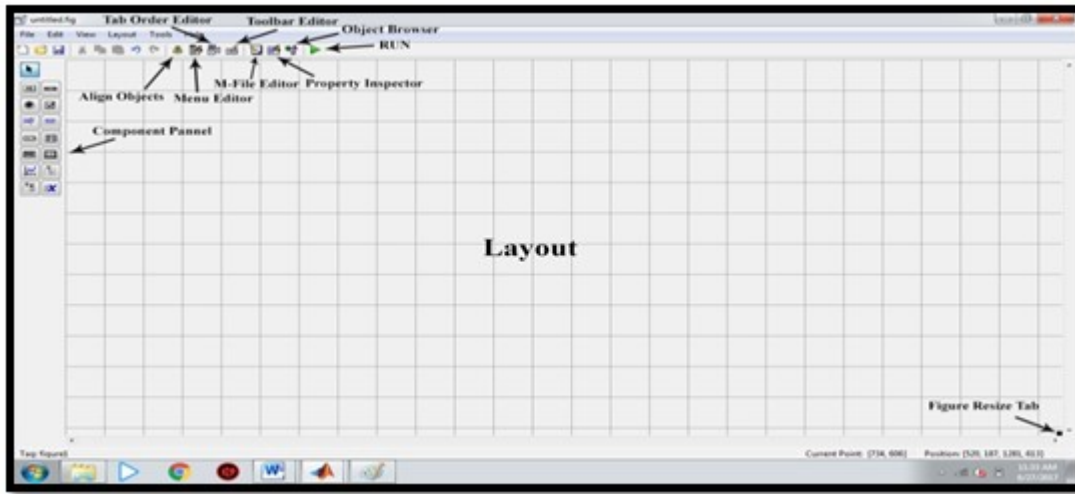 untitled.fig
Tab Order Editor
Toolbar Editor
Object Browser
File Edit View Layout Tools
RUN
M-File Editor
Property Inspector
Align Objects
Menu Editor
Component Pannel
Layout
Figure Resize Tab
Tag: figure1
Current Point: [734, 606]
Position: [520, 187, 1281, 613]